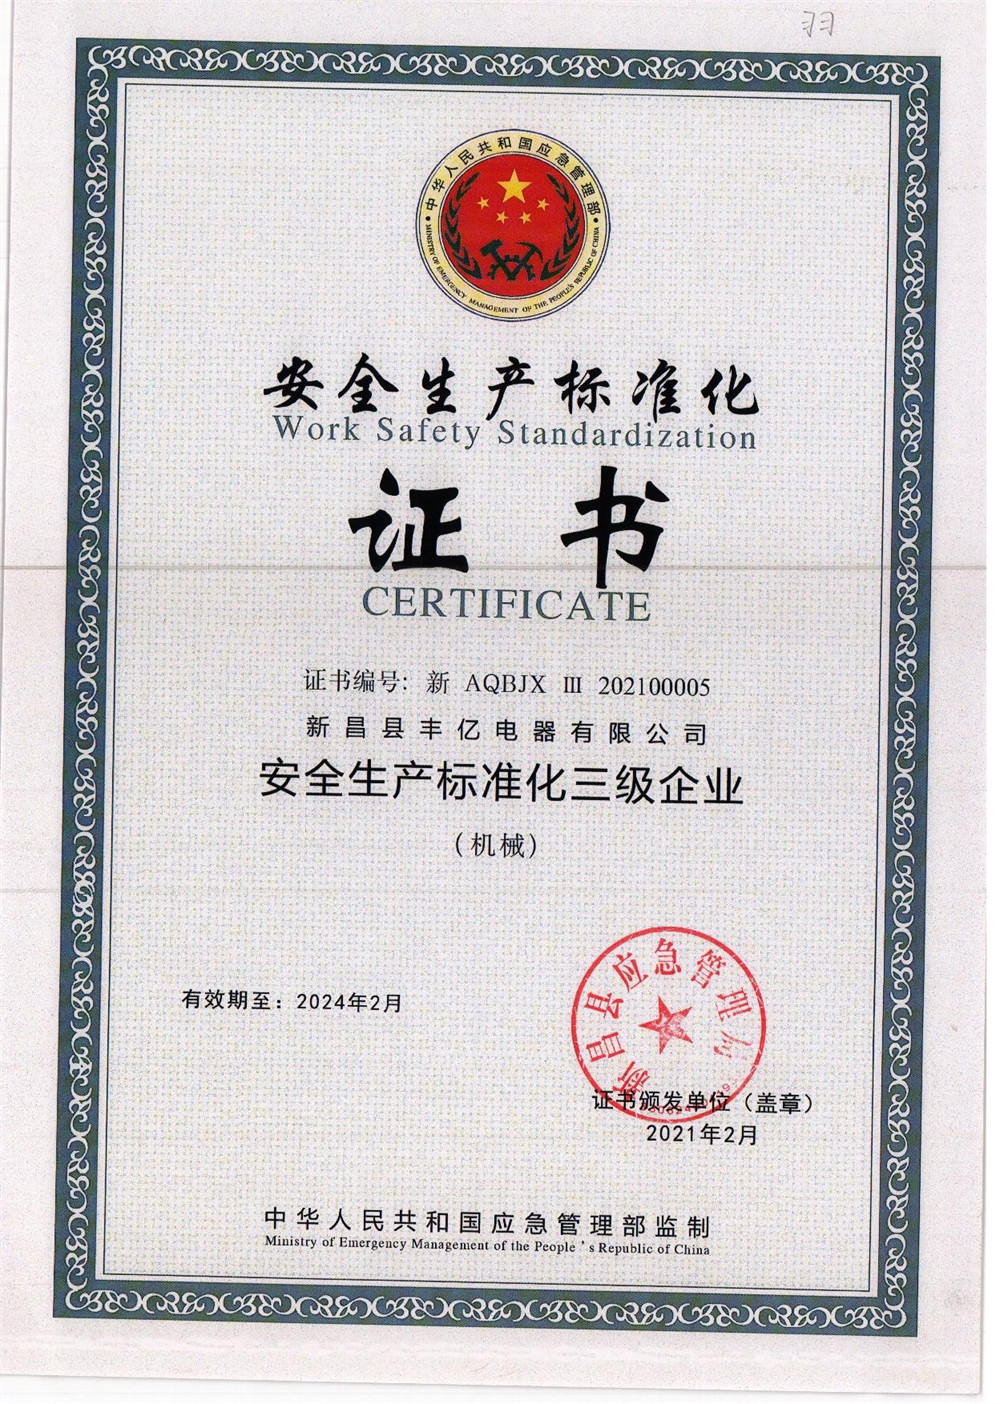 羽
中华人民共和国应急管理部
MINISTRY OF EMERGENCY MANAGEMENT OF THE PEOPLE'S REPUBLIC OF CHINA
安全生产标准化
Work Safety Standardization
证书
CERTIFICATE
证书编号: 新 AQBJX Ⅲ 202100005
新昌县丰亿电器有限公司
安全生产标准化三级企业
（机械）
新昌县应急管理局
有效期至：2024年2月
证书颁发单位（盖章）
2021年2月
中华人民共和国应急管理部监制
Ministry of Emergency Management of the People's Republic of China